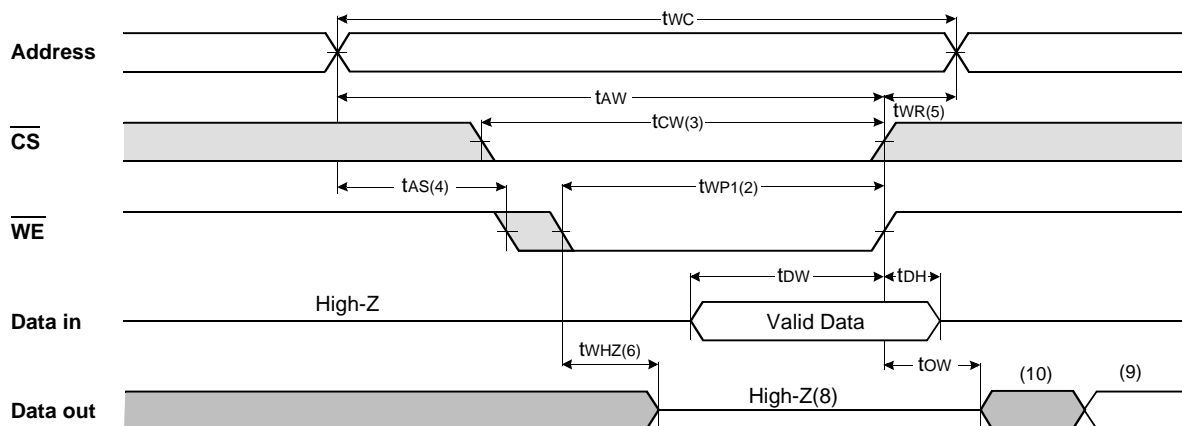 tWC
Address
tAW
tWR(5)
tCW(3)
CS
tAS(4)
tWP1(2)
WE
tDW
tDH
High-Z
Data in
Valid Data
tWHZ(6)
tOW
(10)
(9)
High-Z(8)
Data out